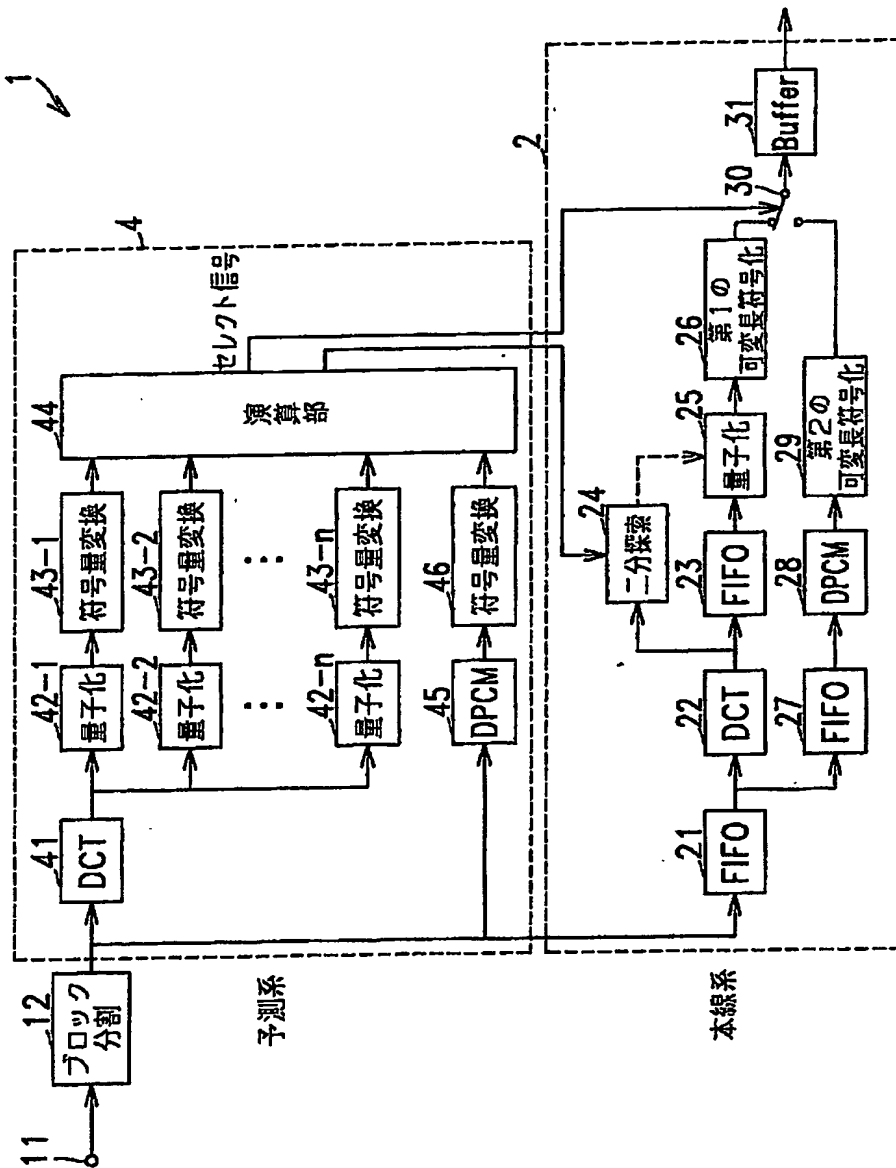 1
11
12
ブロック
分割
予測系
4
41
DCT
42-1
量子化
43-1
符号量変換
42-2
量子化
43-2
符号量変換
42-n
量子化
43-n
符号量変換
45
DPCM
46
符号量変換
44
演算部
セレクト信号
本線系
2
21
FIFO
22
DCT
23
FIFO
24
二分探索
25
量子化
26
第1の
可変長符号化
27
FIFO
28
DPCM
29
第2の
可変長符号化
30
31
Buffer